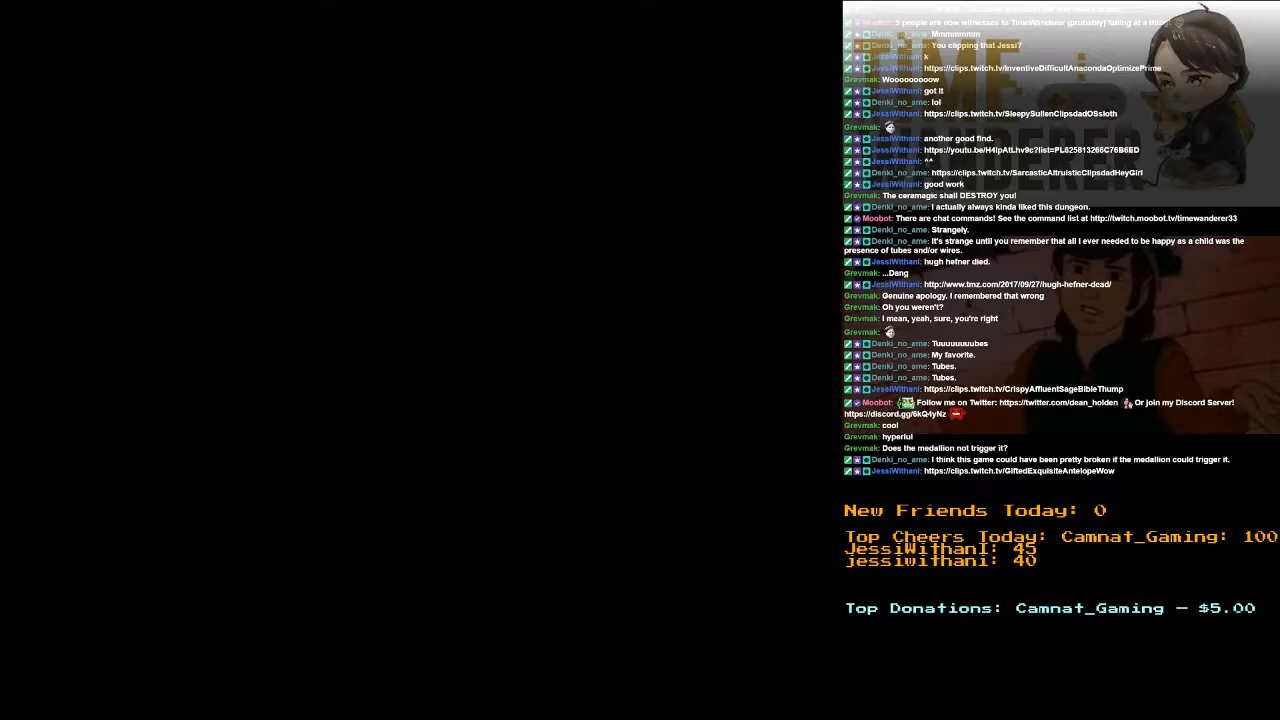 Moobot: 3 people are now witnesses to TimeWanderer (probably) failing at a thing!
Denki_no_ame: Mmmmmmm
Denki_no_ame: You clipping that Jessi?
JessiWithanI: k
JessiWithanI: https://clips.twitch.tv/InventiveDifficultAnacondaOptimizePrime
Grevmak: Wooooooooow
JessiWithanI: got it
Denki_no_ame: lol
JessiWithanI: https://clips.twitch.tv/SleepySullenClipsdadOSsloth
Grevmak:
JessiWithanI: another good find.
JessiWithanI: https://youtu.be/H4IpAtLhv9c?list=PL625813266C76B6ED
JessiWithanI: ^^
Denki_no_ame: https://clips.twitch.tv/SarcasticAltruisticClipsdadHeyGirl
JessiWithanI: good work
Grevmak: The ceramagic shall DESTROY you!
Denki_no_ame: I actually always kinda liked this dungeon.
Moobot: There are chat commands! See the command list at http://twitch.moobot.tv/timewanderer33
Denki_no_ame: Strangely.
Denki_no_ame: It's strange until you remember that all I ever needed to be happy as a child was the
presence of tubes and/or wires.
JessiWithanI: hugh hefner died.
Grevmak: ...Dang
JessiWithanI: http://www.tmz.com/2017/09/27/hugh-hefner-dead/
Grevmak: Genuine apology. I remembered that wrong
Grevmak: Oh you weren't?
Grevmak: I mean, yeah, sure, you're right
Grevmak:
Denki_no_ame: Tuuuuuuubes
Denki_no_ame: My favorite.
Denki_no_ame: Tubes.
Denki_no_ame: Tubes.
JessiWithanI: https://clips.twitch.tv/CrispyAffluentSageBibleThump
Moobot: Follow me on Twitter: https://twitter.com/dean_holden Or join my Discord Server!
https://discord.gg/6kQ4yNz
Grevmak: cool
Grevmak: hyperlul
Grevmak: Does the medallion not trigger it?
Denki_no_ame: I think this game could have been pretty broken if the medallion could trigger it.
JessiWithanI: https://clips.twitch.tv/GiftedExquisiteAntelopeWow
TIME
WANDERER
New Friends Today: 0
Top Cheers Today: Camnat_Gaming: 100
JessiWithanI: 45
jessiwithani: 40
Top Donations: Camnat_Gaming — $5.00